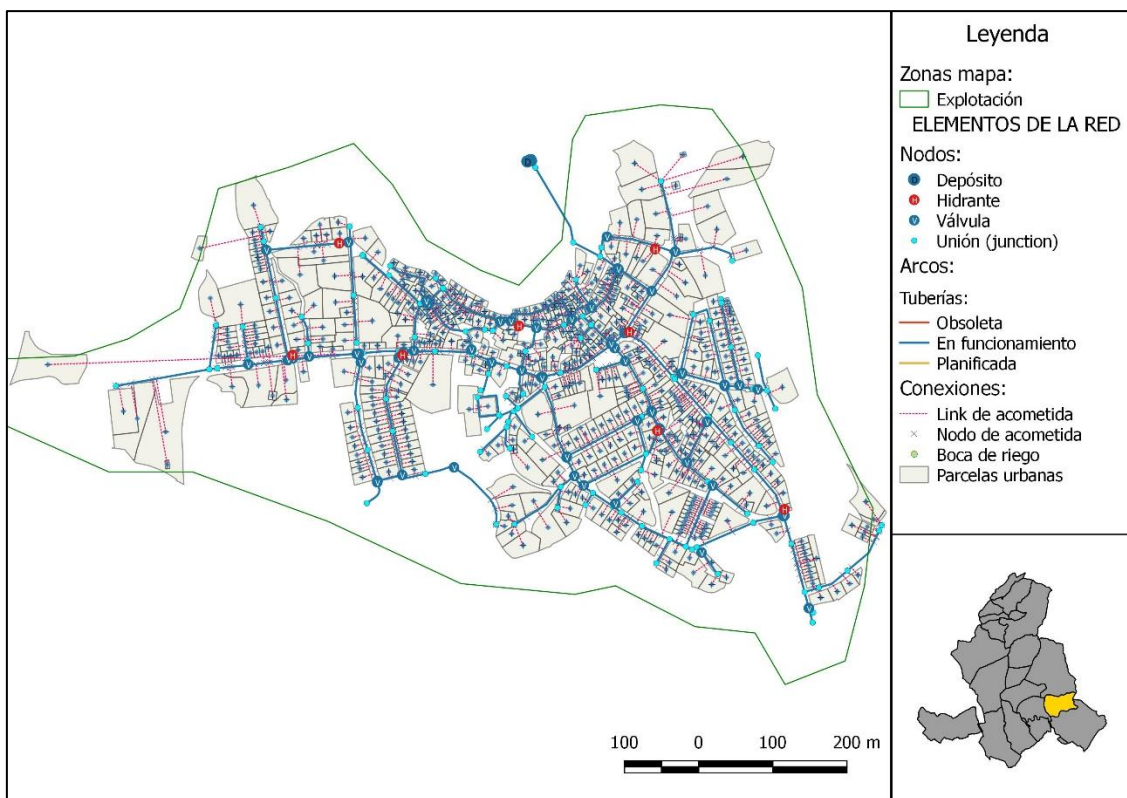 Leyenda
Zonas mapa:
Explotación
ELEMENTOS DE LA RED
Nodos:
D Depósito
H Hidrante
V Válvula
Unión (junction)
Arcos:
Tuberías:
Obsoleta
En funcionamiento
Planificada
Conexiones:
Link de acometida
Nodo de acometida
Boca de riego
Parcelas urbanas
100 0 100 200 m